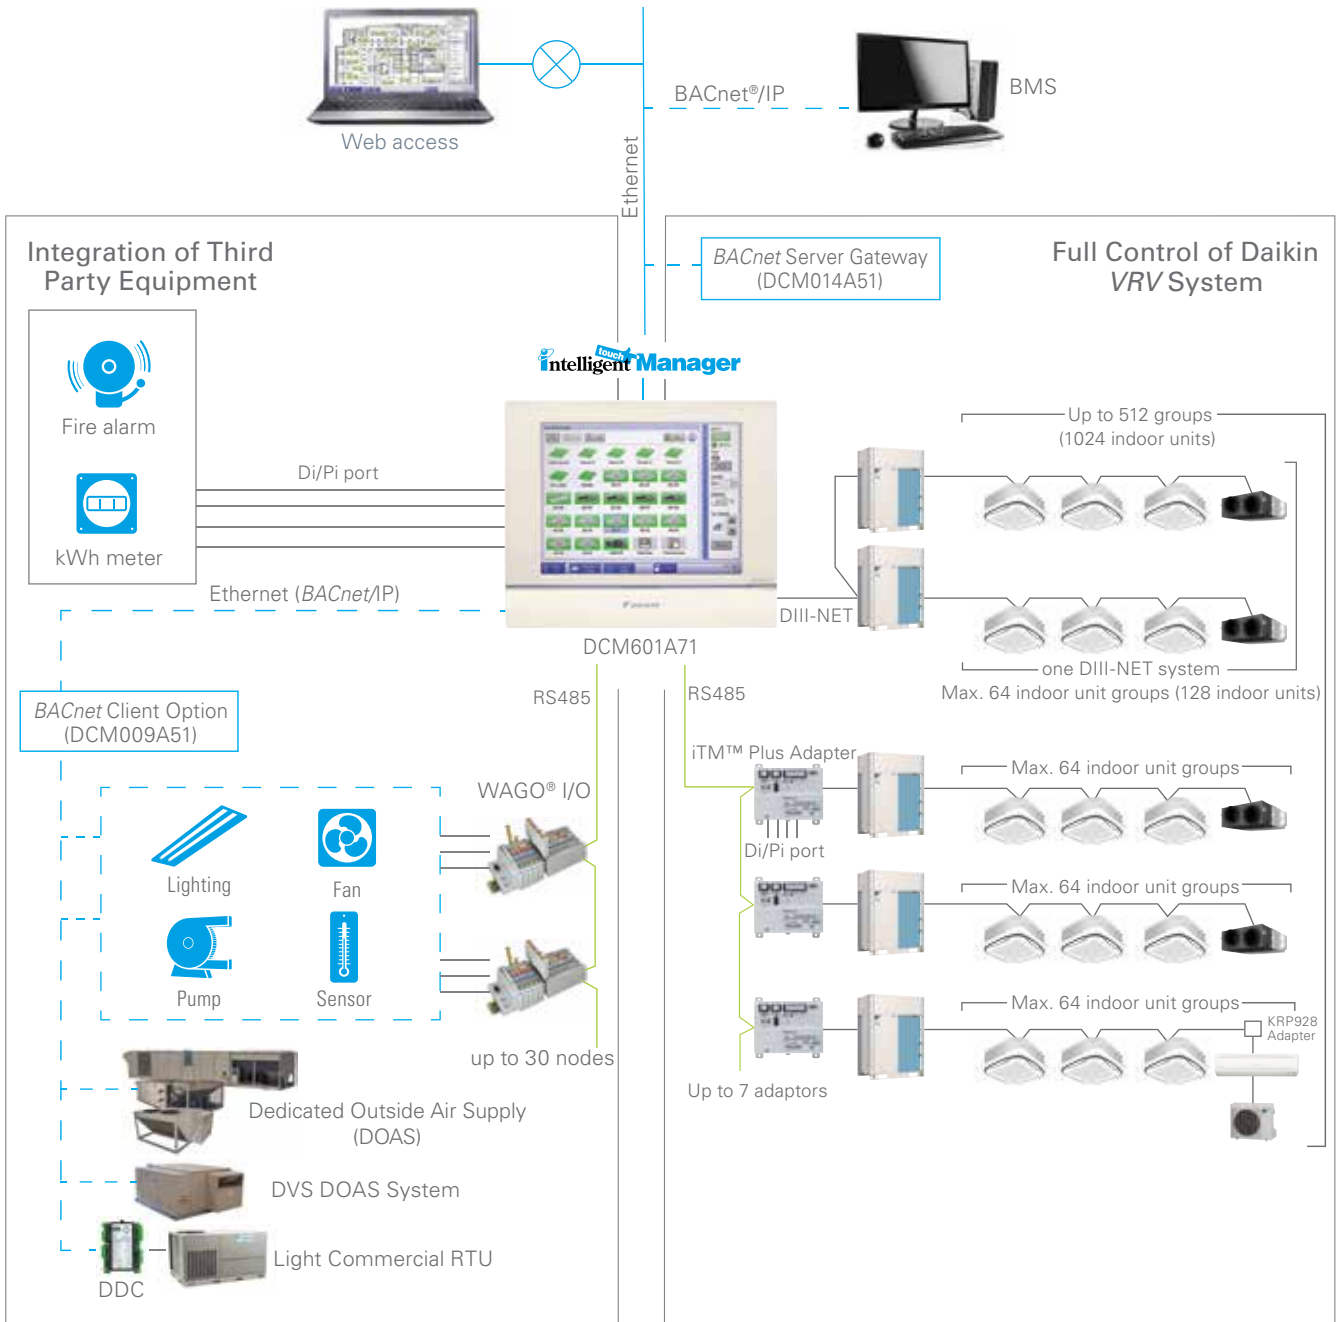 Web access
BACnet®/IP
BMS
Ethernet
Integration of Third
Party Equipment
BACnet Server Gateway
(DCM014A51)
Full Control of Daikin
VRV System
Fire alarm
kWh meter
Di/Pi port
intelligent touch Manager
Up to 512 groups
(1024 indoor units)
Ethernet (BACnet/IP)
DAIKIN
DIII-NET
DCM601A71
one DIII-NET system
Max. 64 indoor unit groups (128 indoor units)
RS485
RS485
BACnet Client Option
(DCM009A51)
iTM™ Plus Adapter
Max. 64 indoor unit groups
WAGO® I/O
Di/Pi port
Lighting
Fan
Max. 64 indoor unit groups
Pump
Sensor
Max. 64 indoor unit groups
KRP928
Adapter
up to 30 nodes
Up to 7 adaptors
Dedicated Outside Air Supply
(DOAS)
DVS DOAS System
Light Commercial RTU
DDC